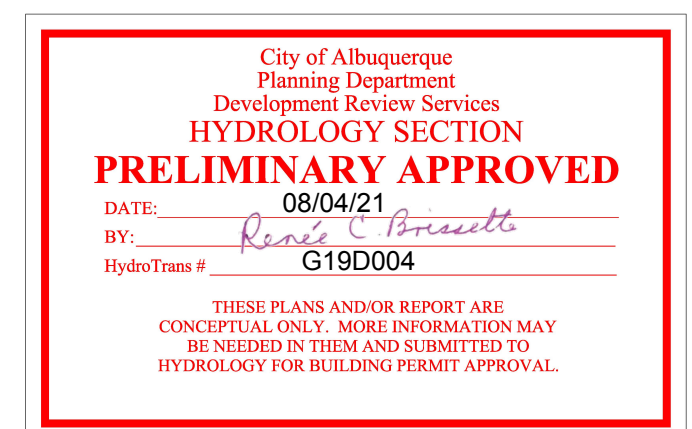 City of Albuquerque
Planning Department
Development Review Services
HYDROLOGY SECTION
PRELIMINARY APPROVED
DATE: 08/04/21
BY: Renée C. Brissette
HydroTrans # G19D004
THESE PLANS AND/OR REPORT ARE
CONCEPTUAL ONLY. MORE INFORMATION MAY
BE NEEDED IN THEM AND SUBMITTED TO
HYDROLOGY FOR BUILDING PERMIT APPROVAL.